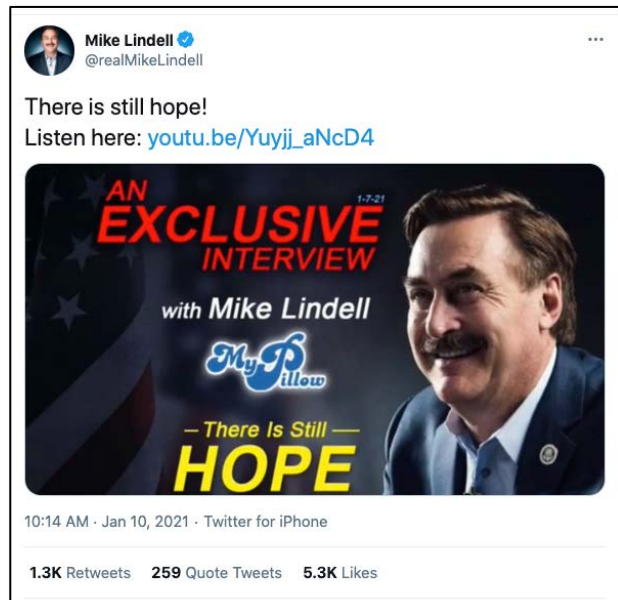 Mike Lindell
@realMikeLindell
There is still hope!
Listen here: youtu.be/Yuyjj_aNcD4
AN
1-7-21
EXCLUSIVE
INTERVIEW
with Mike Lindell
MyPillow
– There Is Still —
HOPE
10:14 AM · Jan 10, 2021 · Twitter for iPhone
1.3K Retweets 259 Quote Tweets 5.3K Likes